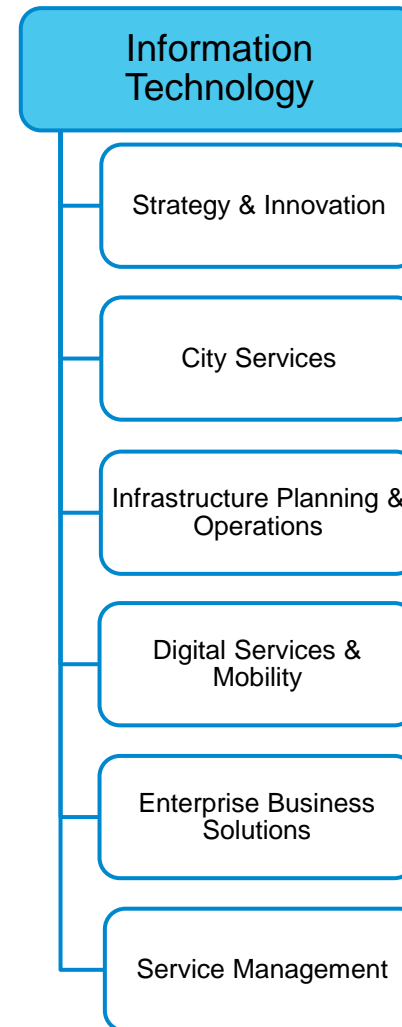 Information
Technology
Strategy & Innovation
City Services
Infrastructure Planning &
Operations
Digital Services &
Mobility
Enterprise Business
Solutions
Service Management